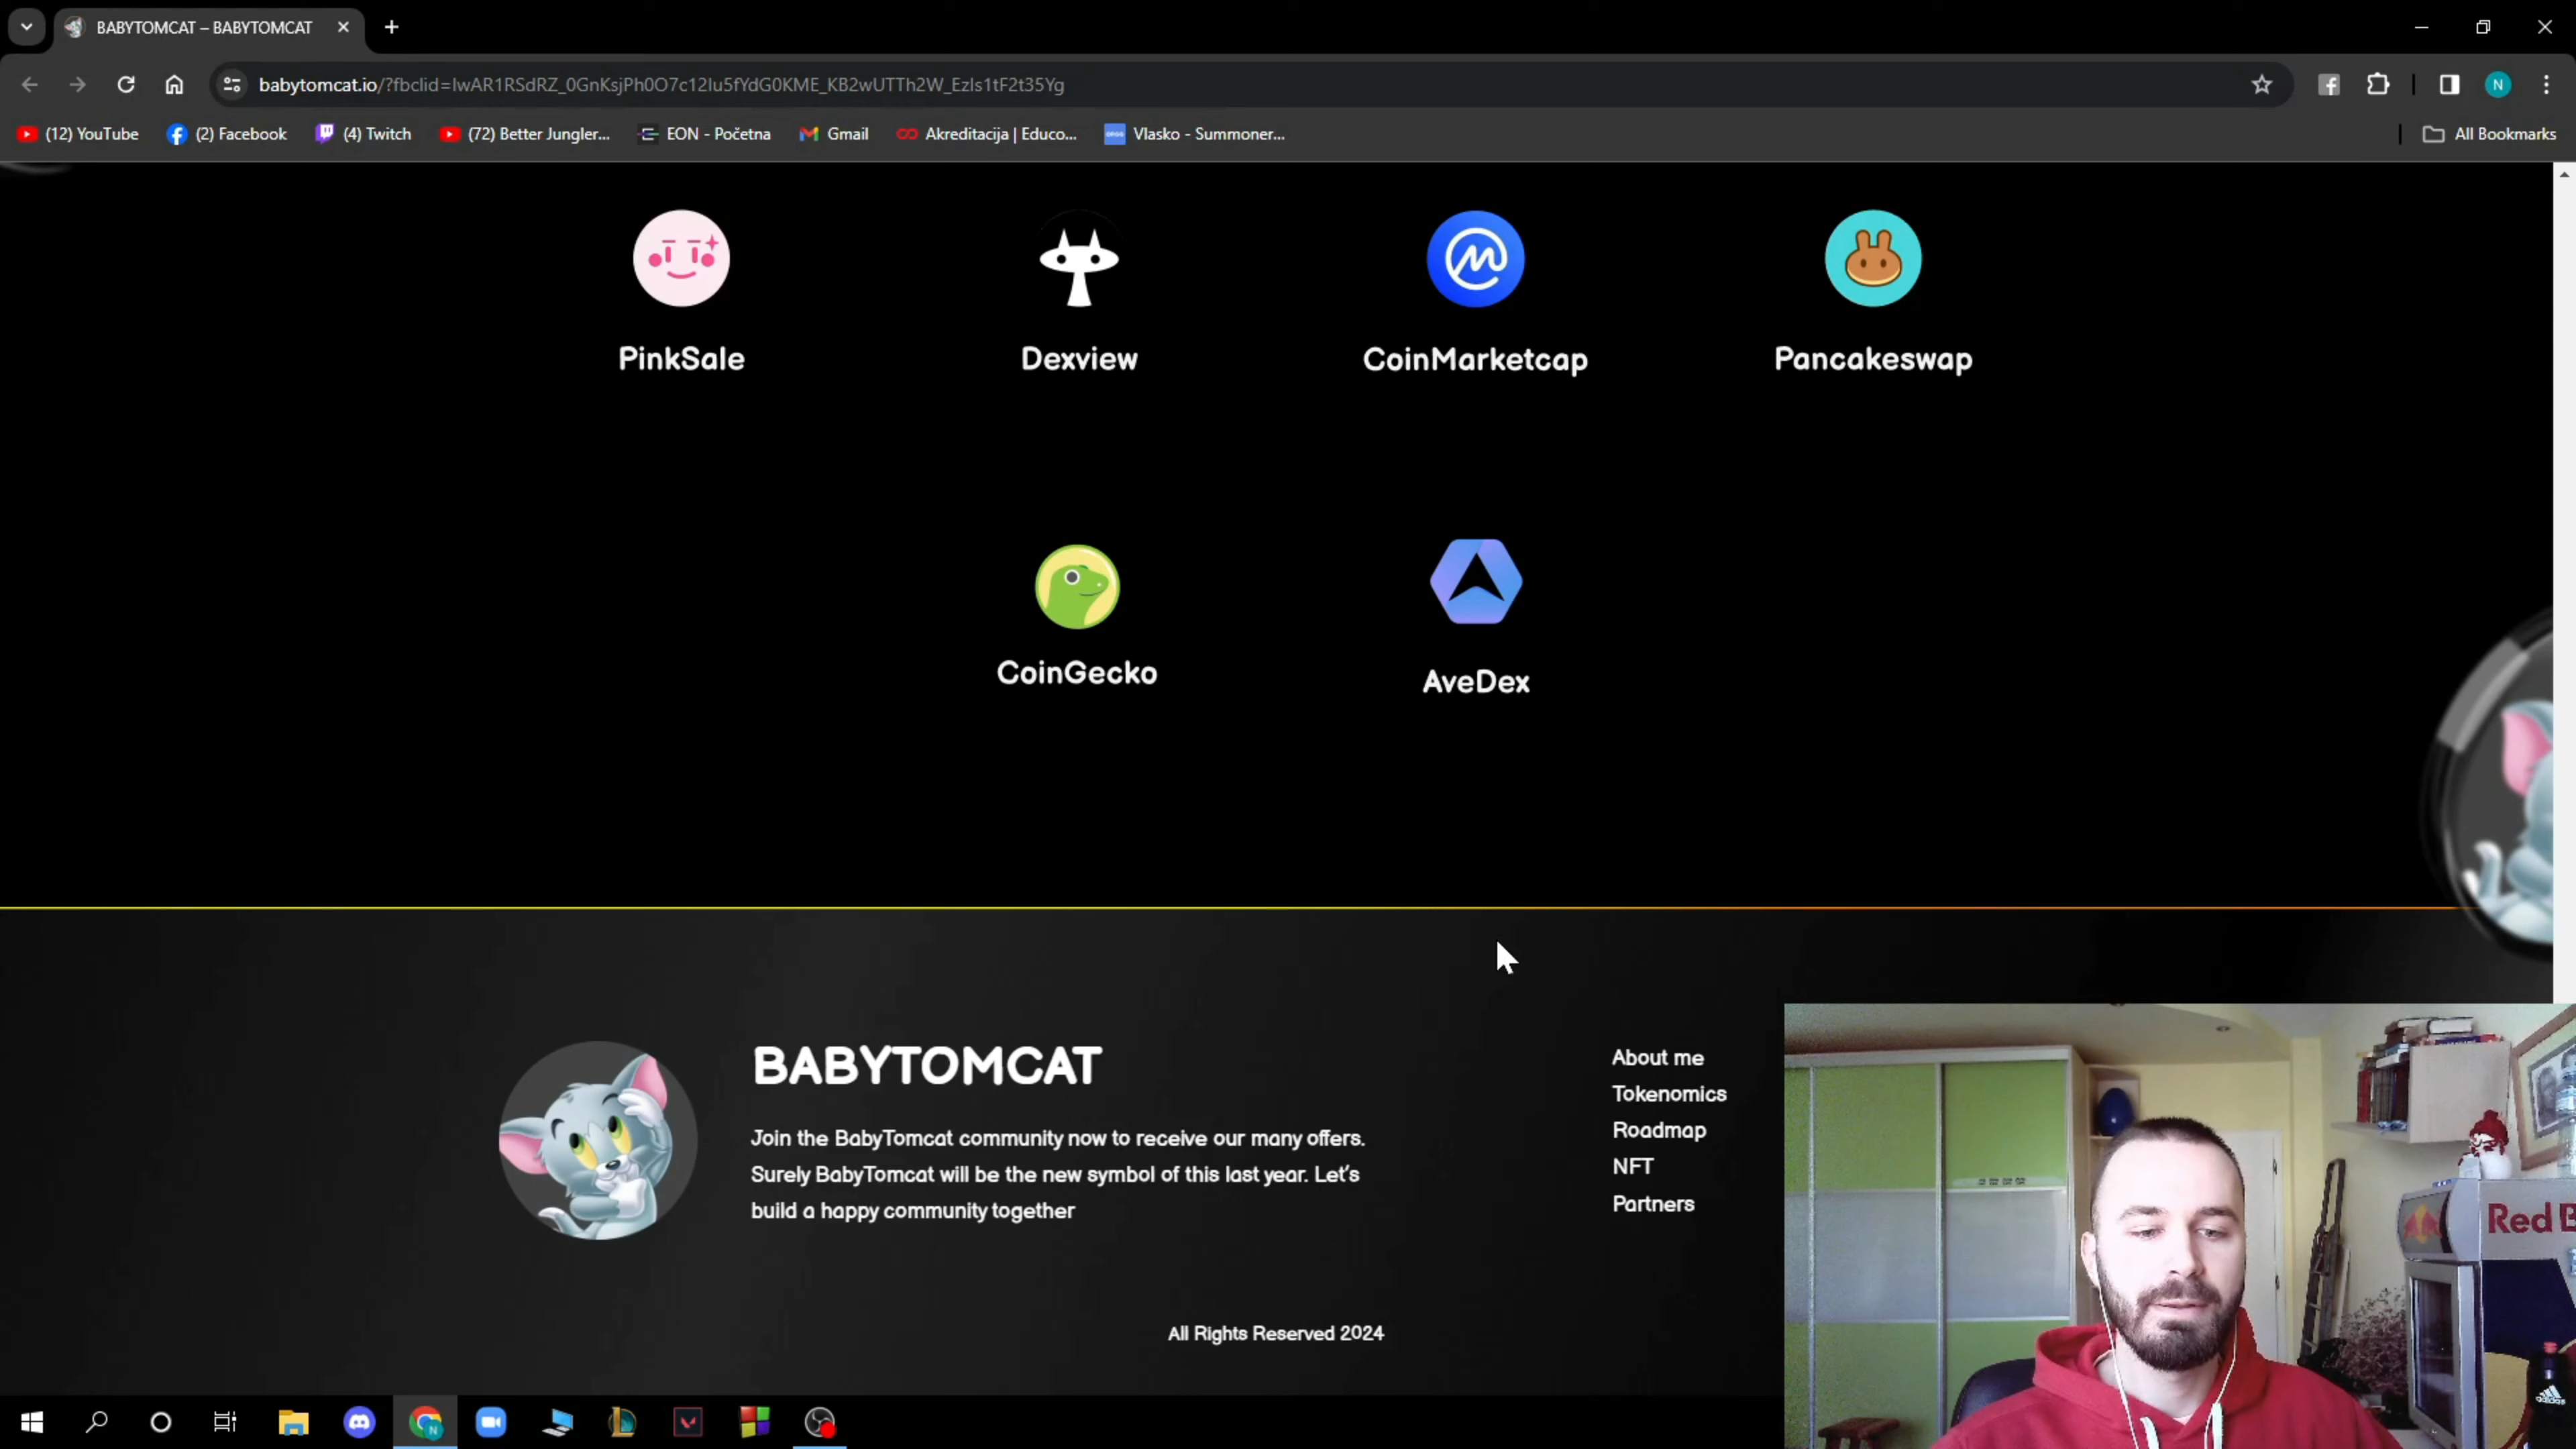 BABYTOMCAT – BABYTOMCAT
babytomcat.io/?fbclid=IwAR1RSdRZ_0GnKsjPh0O7c12Iu5fYdG0KME_KB2wUTTh2W_EzIs1tF2t35Yg
N
(12) YouTube
(2) Facebook
(4) Twitch
(72) Better Jungler...
EON - Početna
Gmail
Akreditacija | Educo...
Vlasko - Summoner...
All Bookmarks
PinkSale
Dexview
CoinMarketcap
Pancakeswap
CoinGecko
AveDex
BABYTOMCAT
Join the BabyTomcat community now to receive our many offers.
Surely BabyTomcat will be the new symbol of this last year. Let's
build a happy community together
About me
Tokenomics
Roadmap
NFT
Partners
All Rights Reserved 2024
Red B
adidas